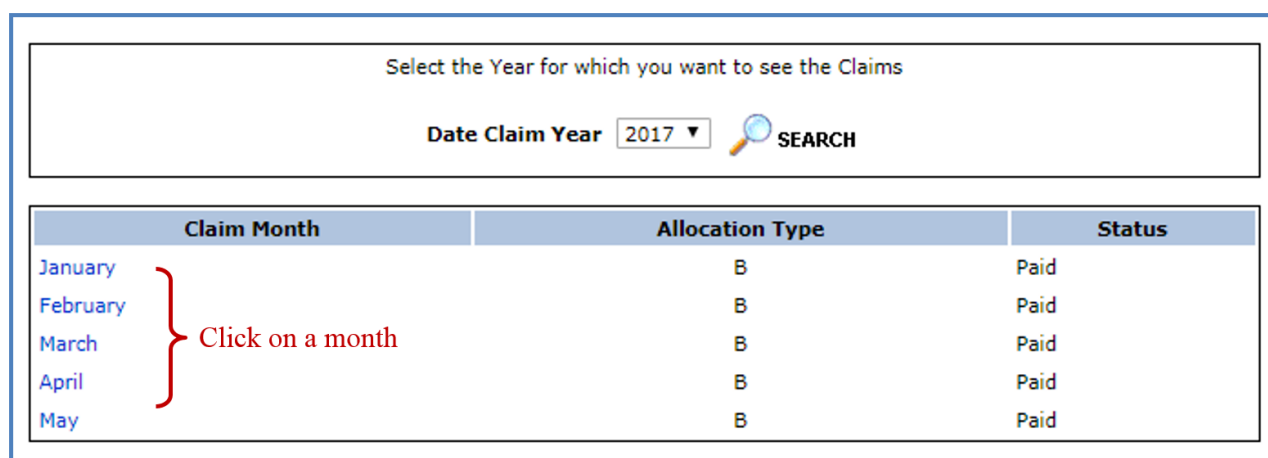 Select the Year for which you want to see the Claims
Date Claim Year 2017 SEARCH
Claim Month Allocation Type Status
January B Paid
February B Paid
March B Paid
Click on a month
April B Paid
May B Paid